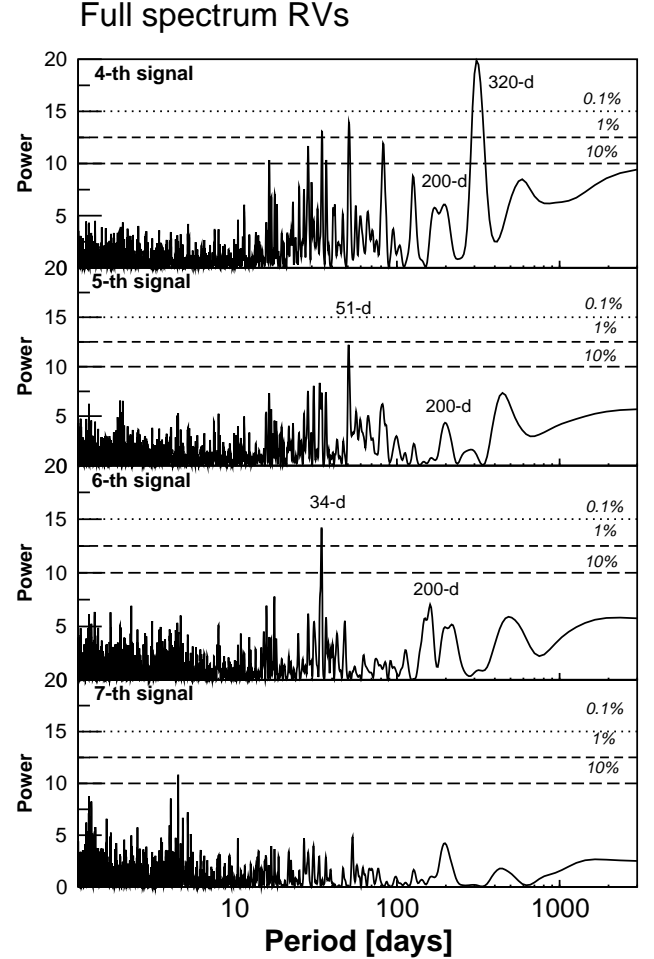 Full spectrum RVs
20
4-th signal
320-d
0.1%
15
1%
10%
10
200-d
Power
5
20
5-th signal
51-d
0.1%
15
1%
10%
10
200-d
Power
5
20
6-th signal
34-d
0.1%
15
1%
10%
10
200-d
Power
5
20
7-th signal
0.1%
15
1%
10%
10
Power
5
0
10 100 1000
Period [days]